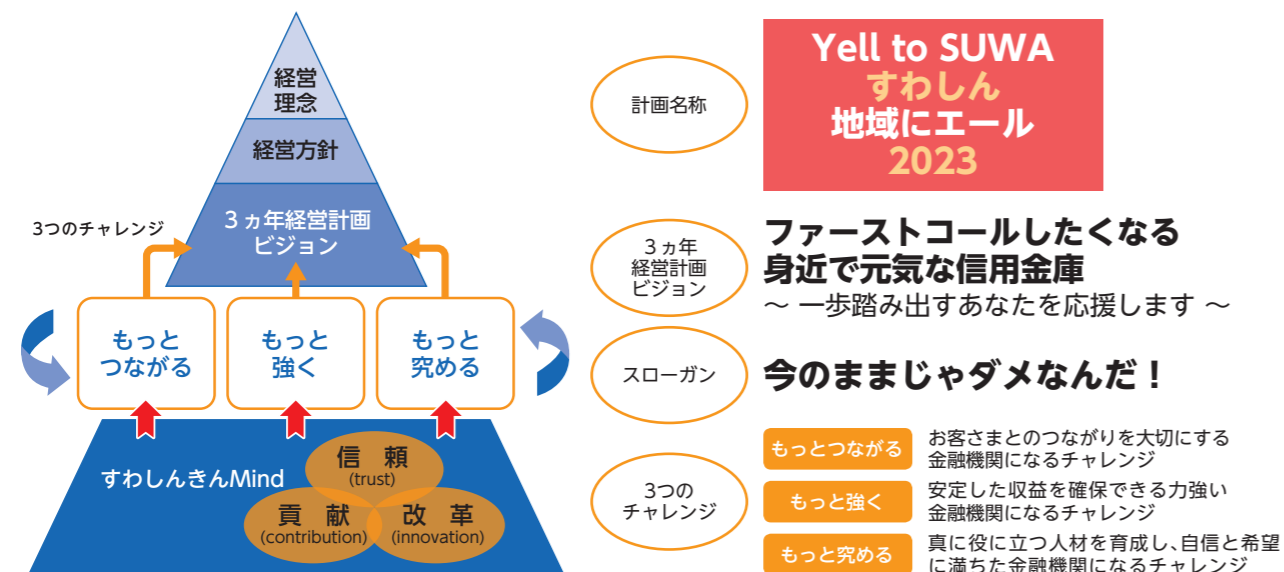 経営
理念
経営方針
3ヵ年経営計画
ビジョン
3つのチャレンジ
もっと
つながる
もっと
強く
もっと
究める
すわしんきんMind
信 頼
(trust)
貢 献
(contribution)
改 革
(innovation)
計画名称
Yell to SUWA
すわしん
地域にエール
2023
3ヵ年
経営計画
ビジョン
ファーストコールしたくなる
身近で元気な信用金庫
～ 一歩踏み出すあなたを応援します ～
スローガン
今のままじゃダメなんだ！
3つの
チャレンジ
もっとつながる
お客さまとのつながりを大切にする
金融機関になるチャレンジ
もっと強く
安定した収益を確保できる力強い
金融機関になるチャレンジ
もっと究める
真に役に立つ人材を育成し、自信と希望
に満ちた金融機関になるチャレンジ